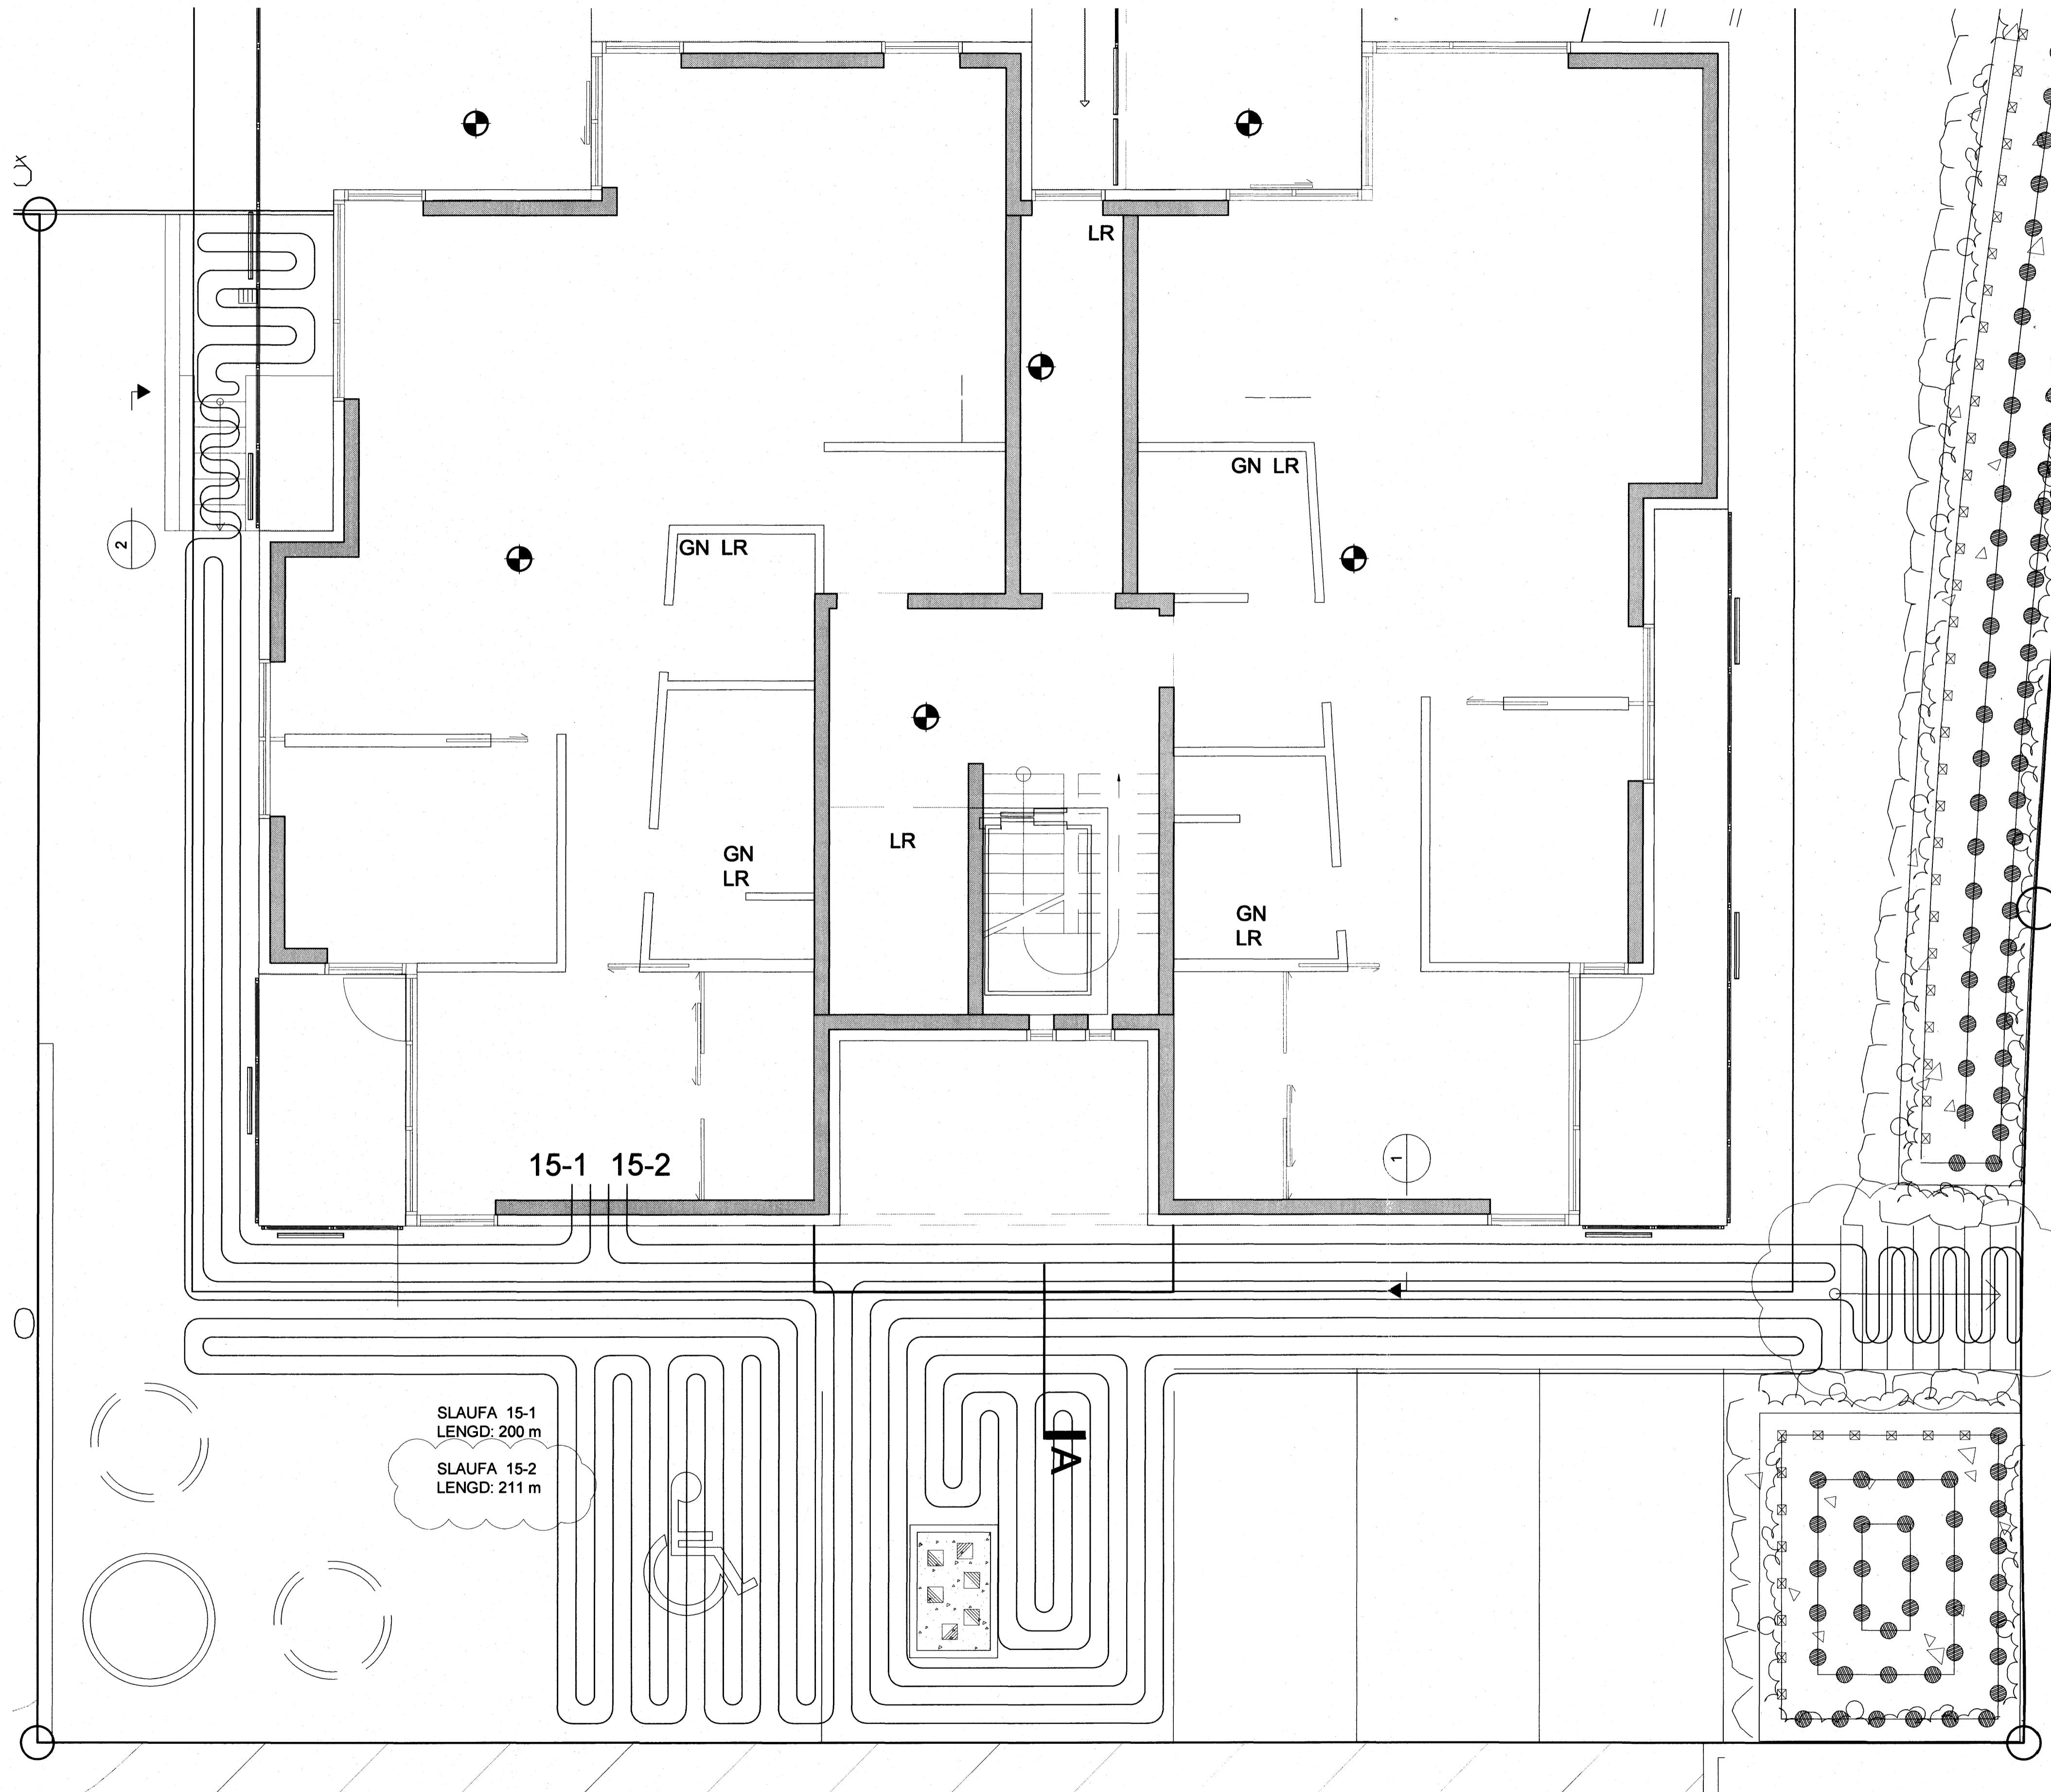 LR
GN LR
GN LR
2
LR
GN
LR
GN
LR
1
15-1 15-2
SLAUFA 15-1
LENGD: 200 m
SLAUFA 15-2
LENGD: 211 m
A